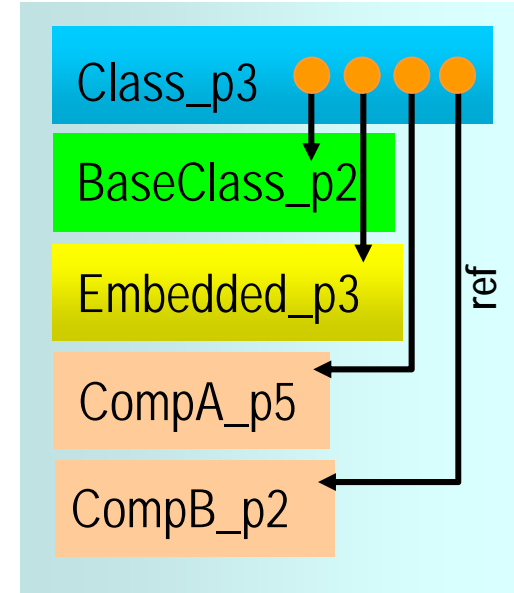 Class_p3
BaseClass_p2
Embedded_p3
ref
CompA_p5
CompB_p2